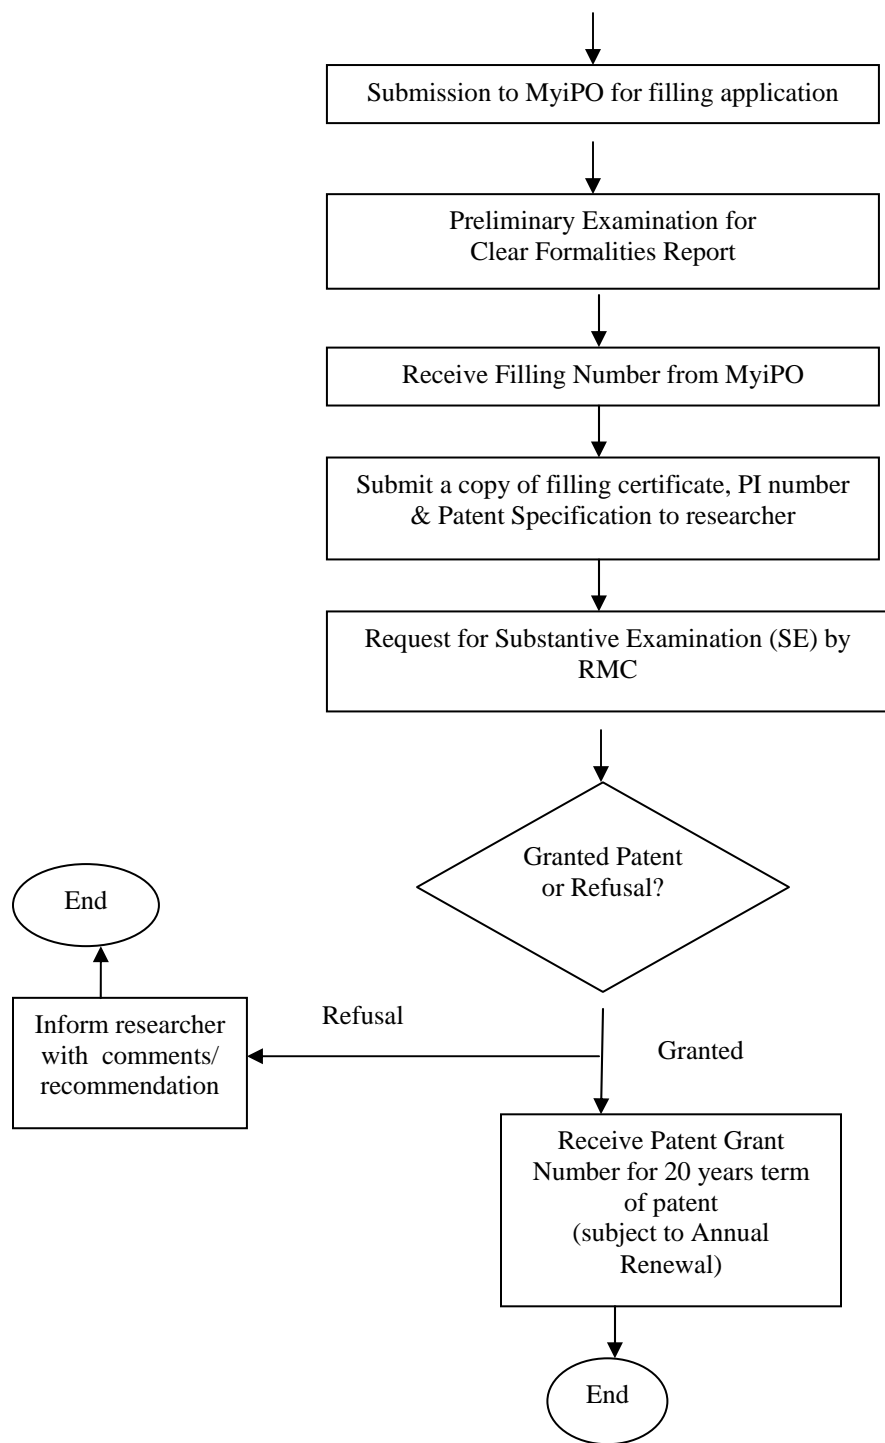 Submission to MyiPO for filling application
Preliminary Examination for
Clear Formalities Report
Receive Filling Number from MyiPO
Submit a copy of filling certificate, PI number
& Patent Specification to researcher
Request for Substantive Examination (SE) by
RMC
Granted Patent
or Refusal?
End
Refusal
Inform researcher
with comments/
recommendation
Granted
Receive Patent Grant
Number for 20 years term
of patent
(subject to Annual
Renewal)
End